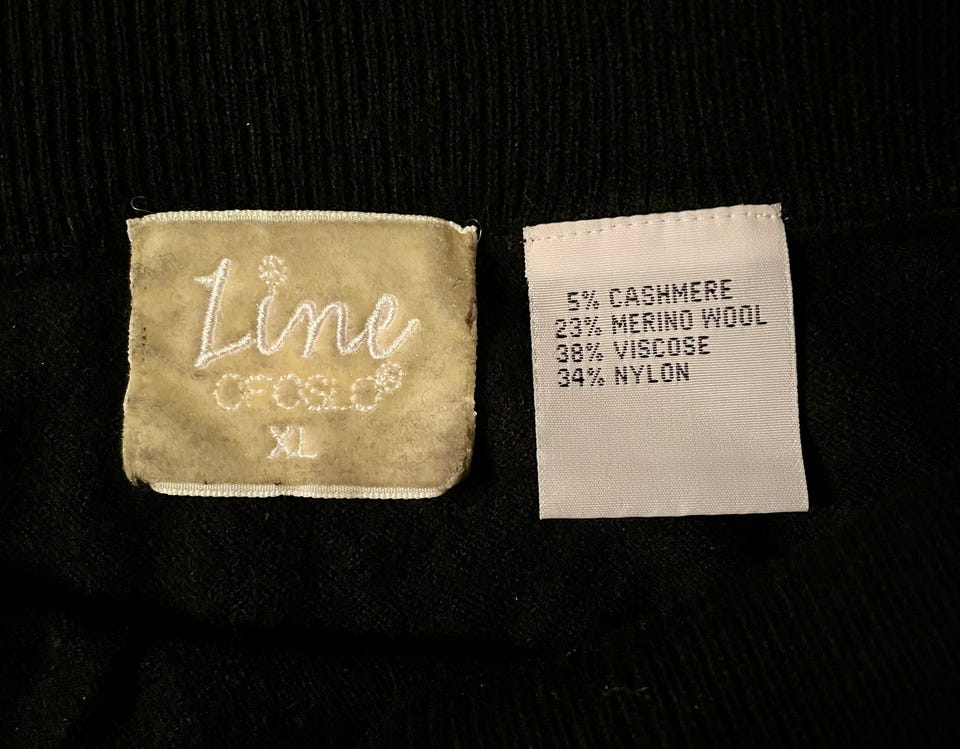 Line
OF OSLO
XL
5% CASHMERE
23% MERINO WOOL
38% VISCOSE
34% NYLON